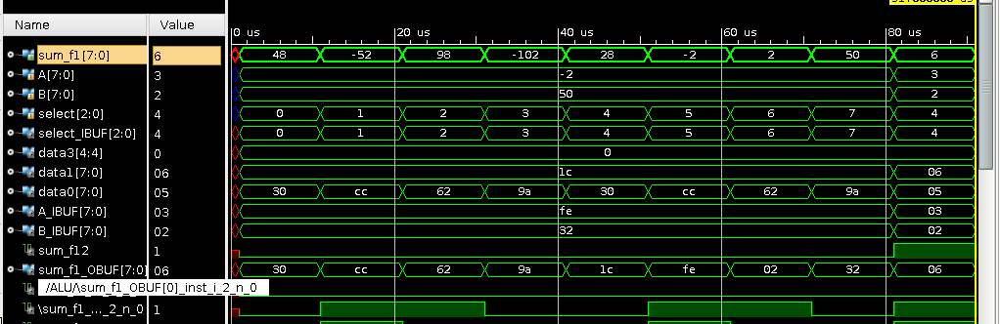 517.000000 us
Name Value
0 us 20 us 40 us 60 us 80 us
sum_f1[7:0] 6 48 -52 98 -102 28 -2 2 50 6
A[7:0] 3 -2 3
B[7:0] 2 50 2
select[2:0] 4 0 1 2 3 4 5 6 7 4
select_IBUF[2:0] 4 0 1 2 3 4 5 6 7 4
data3[4:4] 0 0
data1[7:0] 06 1c 06
data0[7:0] 05 30 cc 62 9a 30 cc 62 9a 05
A_IBUF[7:0] 03 fe 03
B_IBUF[7:0] 02 32 02
sum_f12 1
sum_f1_OBUF[7:0] 06 30 cc 62 9a 1c fe 02 32 06
/ALU/\sum_f1_OBUF[0]_inst_i_2_n_0
\sum_f1_..._2_n_0 1